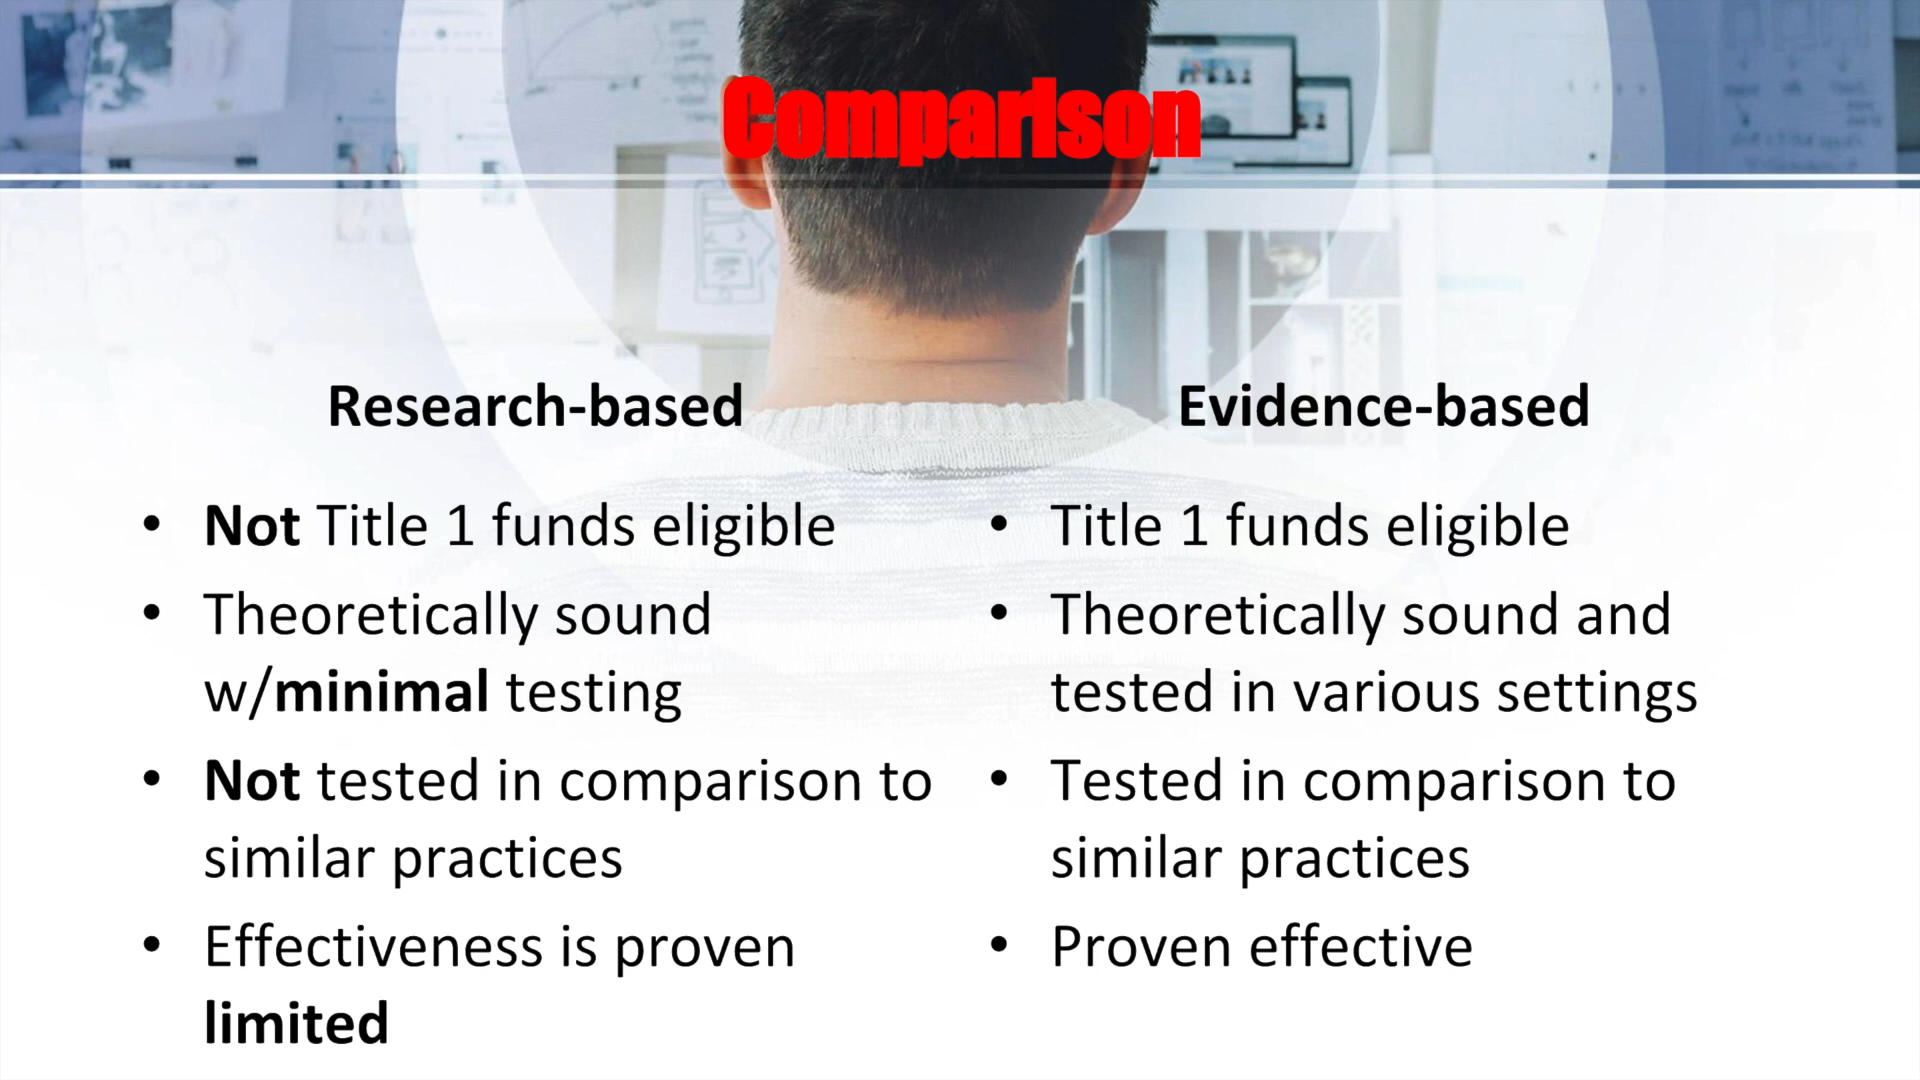 Comparison
Research-based
• Not Title 1 funds eligible
• Theoretically sound
w/minimal testing
• Not tested in comparison to
similar practices
• Effectiveness is proven
limited
Evidence-based
• Title 1 funds eligible
• Theoretically sound and
tested in various settings
• Tested in comparison to
similar practices
• Proven effective